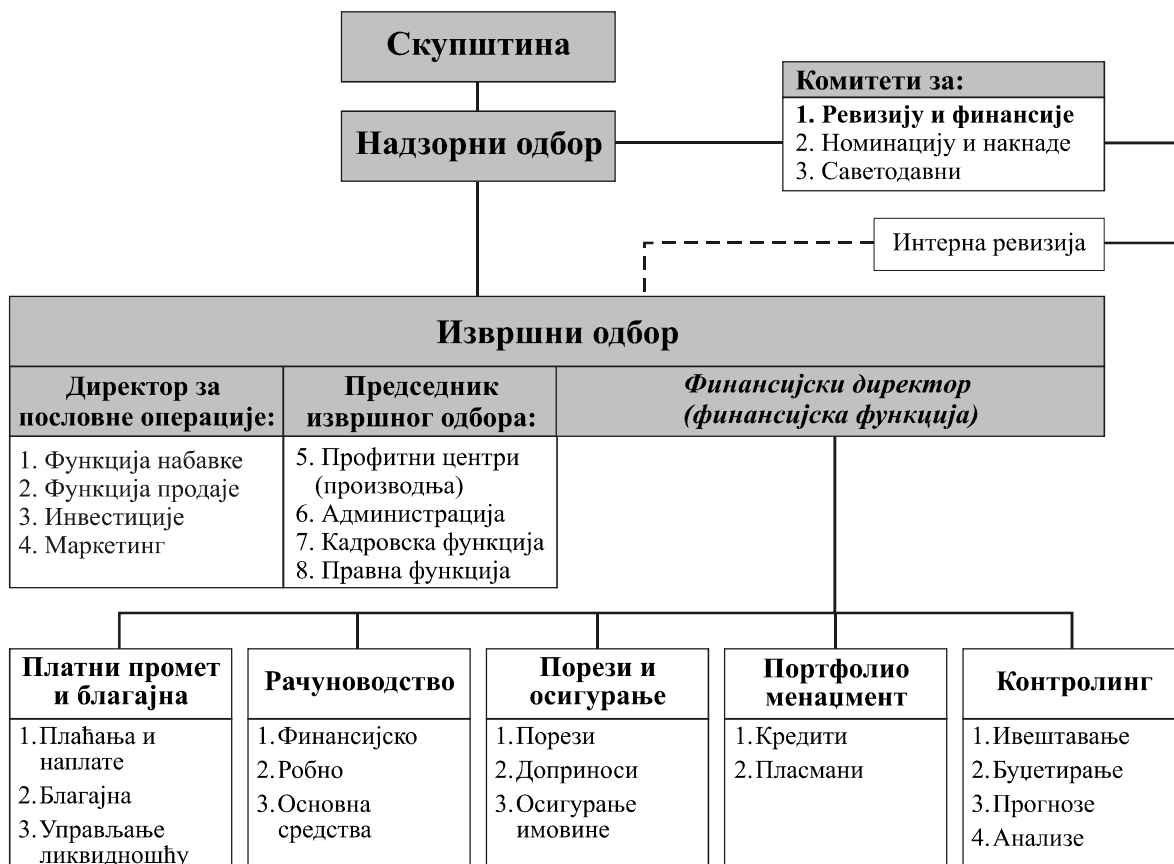 Скупштина
Надзорни одбор
Комитети за:
1. Ревизију и финансије
2. Номинацију и накнаде
3. Саветодавни
Интерна ревизија
Извршни одбор
Директор за
пословне операције:
1. Функција набавке
2. Функција продаје
3. Инвестиције
4. Маркетинг
Председник
извршног одбора:
5. Профитни центри
(производња)
6. Администрација
7. Кадровска функција
8. Правна функција
Финансијски директор
(финансијска функција)
Платни промет
и благајна
1. Плаћања и
наплате
2. Благајна
3. Управљање
ликвидношћу
Рачуноводство
1. Финансијско
2. Робно
3. Основна
средства
Порези и
осигурање
1. Порези
2. Доприноси
3. Осигурање
имовине
Портфолио
менаџмент
1. Кредити
2. Пласмани
Контролинг
1. Ивештавање
2. Буџетирање
3. Прогнозе
4. Анализе